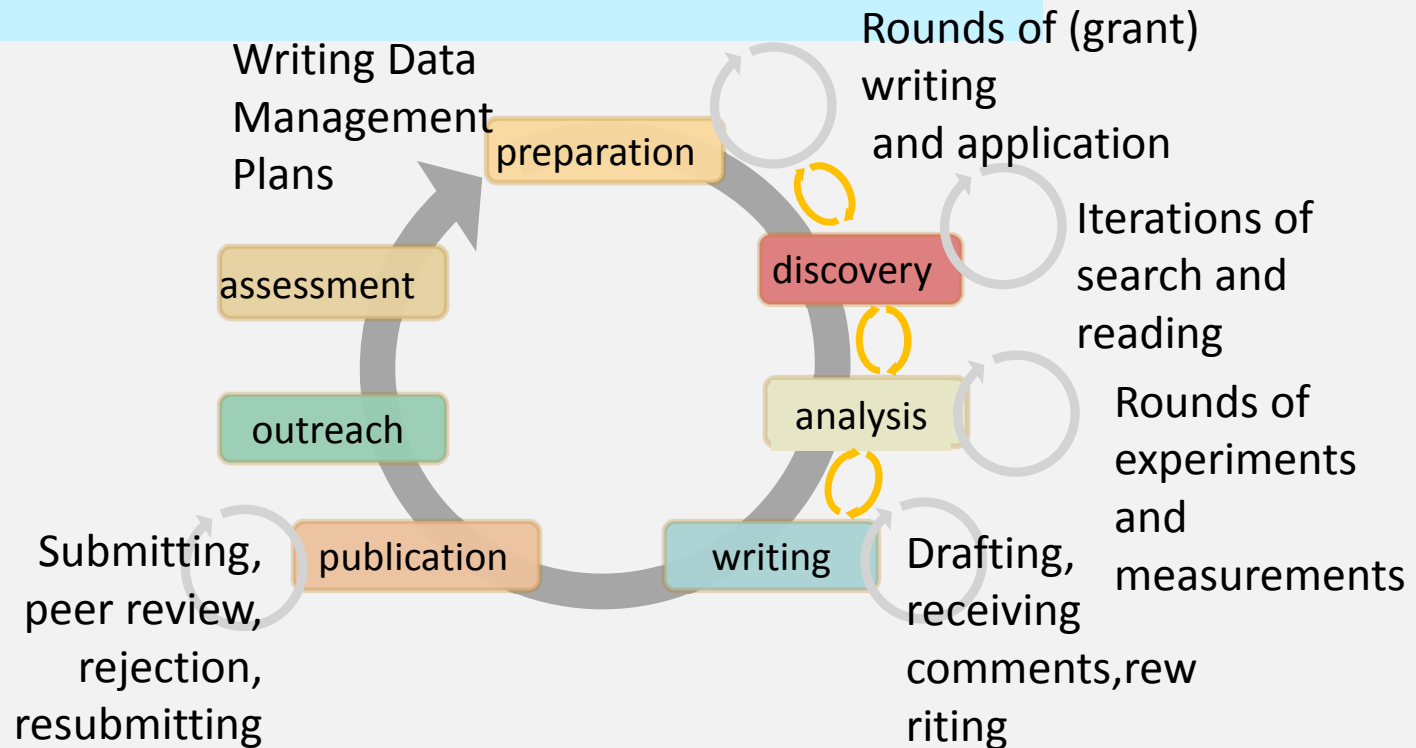 Rounds of (grant)
writing
and application
Writing Data
Management
Plans
preparation
Iterations of
search and
reading
discovery
assessment
Rounds of
experiments
and
measurements
analysis
outreach
Submitting,
peer review,
rejection,
resubmitting
publication
writing
Drafting,
receiving
comments,rew
riting